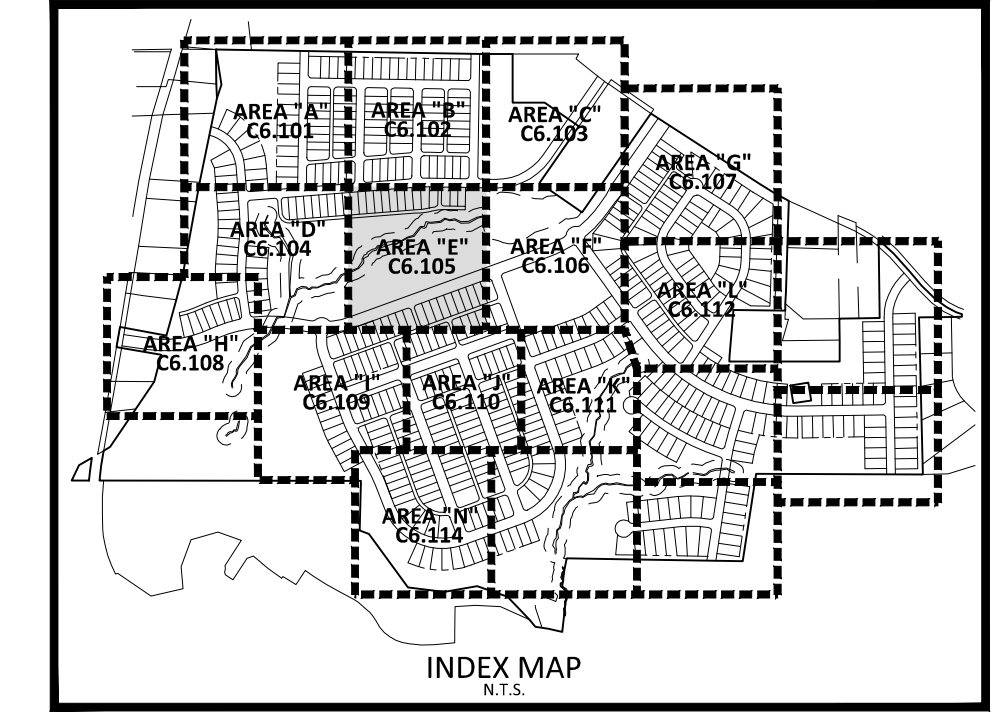 AREA "A"
C6.101
AREA "B"
C6.102
AREA "C"
C6.103
AREA "G"
C6.107
AREA "D"
C6.104
AREA "E"
C6.105
AREA "F"
C6.106
AREA "L"
C6.112
AREA "H"
C6.108
AREA "I"
C6.109
AREA "J"
C6.110
AREA "K"
C6.111
AREA "N"
C6.114
INDEX MAP
N.T.S.